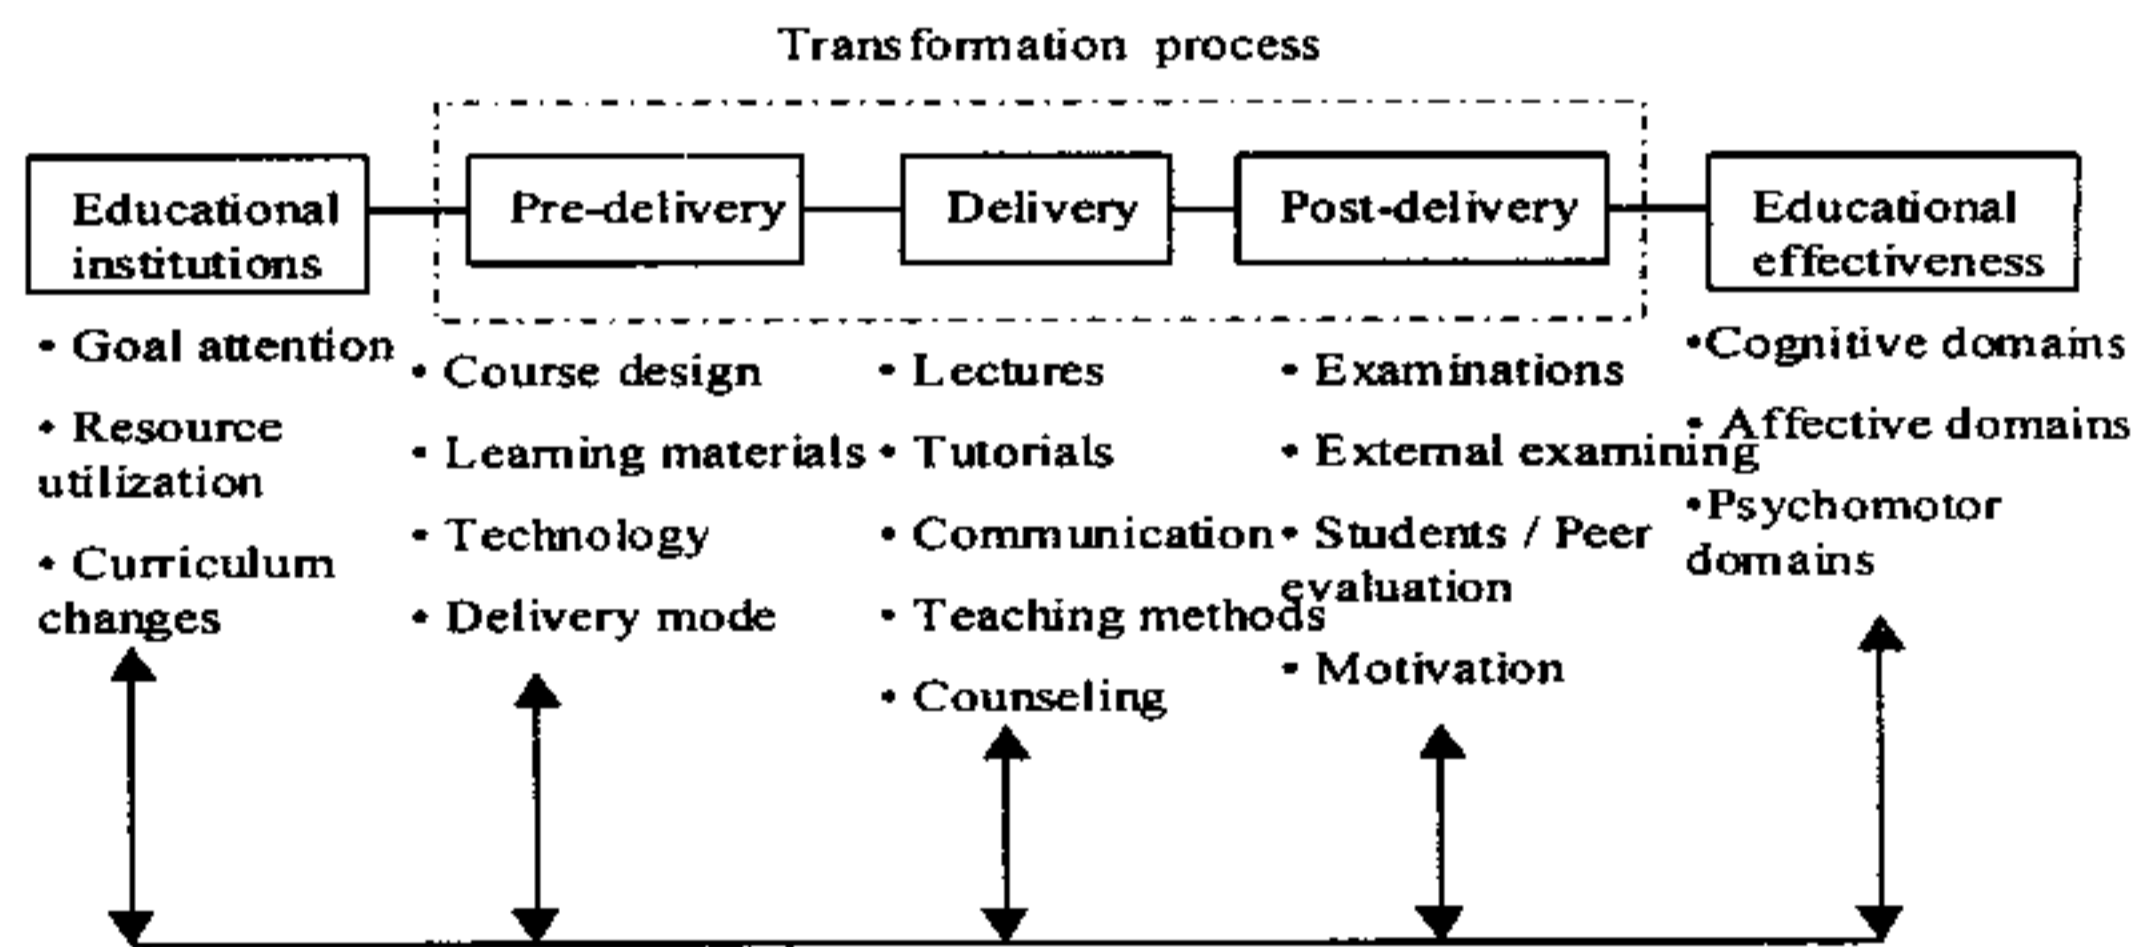 Transformation process
Educational
institutions
Pre-delivery
Delivery
Post-delivery
Educational
effectiveness
• Goal attention
• Resource
utilization
• Curriculum
changes
• Course design
• Learning materials
• Technology
• Delivery mode
• Lectures
• Tutorials
• Communication
• Teaching methods
• Counseling
• Examinations
• External examining
• Students / Peer
evaluation
• Motivation
•Cognitive domains
• Affective domains
•Psychomotor
domains